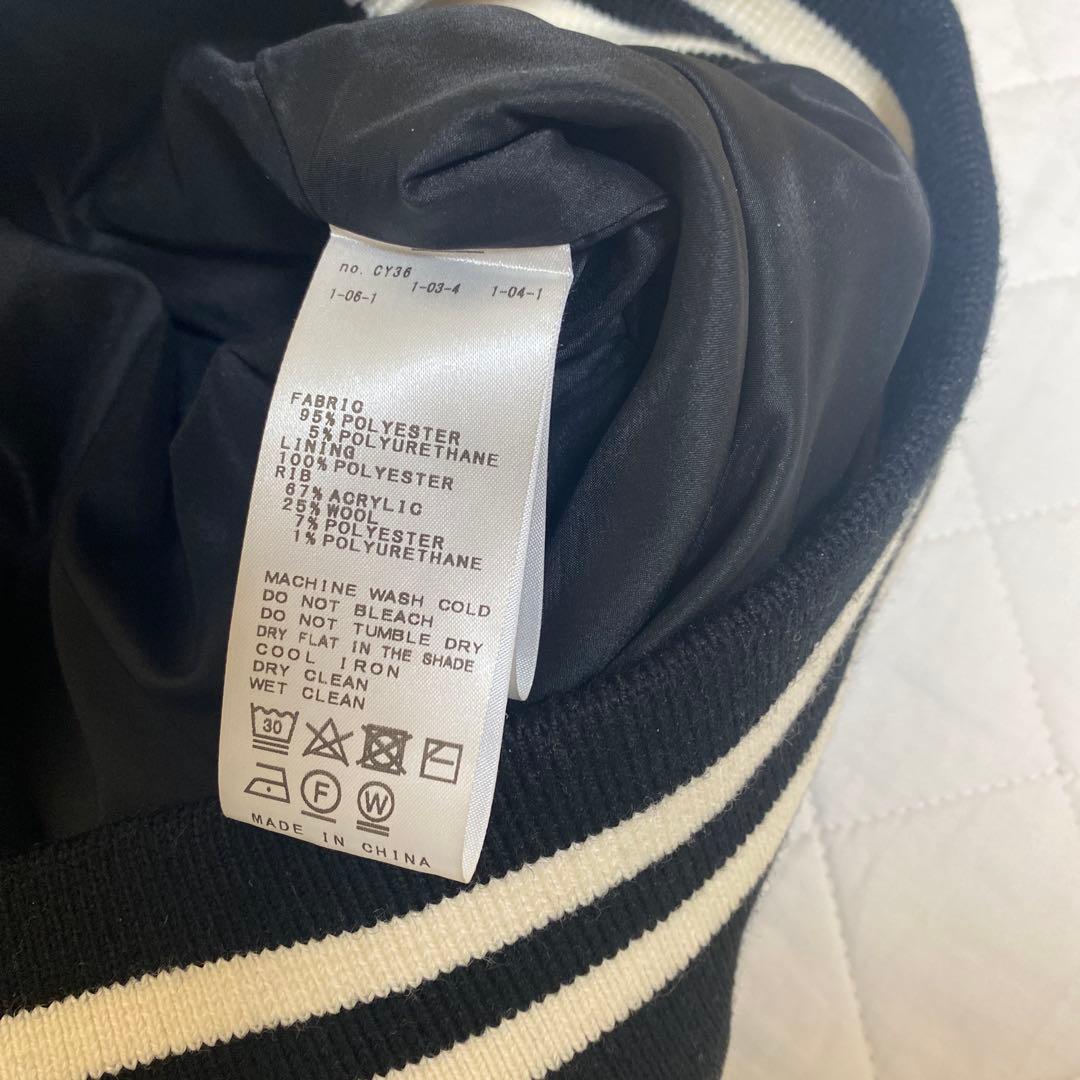 no. CY36
1-06-1 1-03-4 1-04-1
FABRIC
95% POLYESTER
5% POLYURETHANE
LINING
100% POLYESTER
RIB
67% ACRYLIC
25% WOOL
7% POLYESTER
1% POLYURETHANE
MACHINE WASH COLD
DO NOT BLEACH
DO NOT TUMBLE DRY
DRY FLAT IN THE SHADE
COOL IRON
DRY CLEAN
WET CLEAN
30
F W
MADE IN CHINA